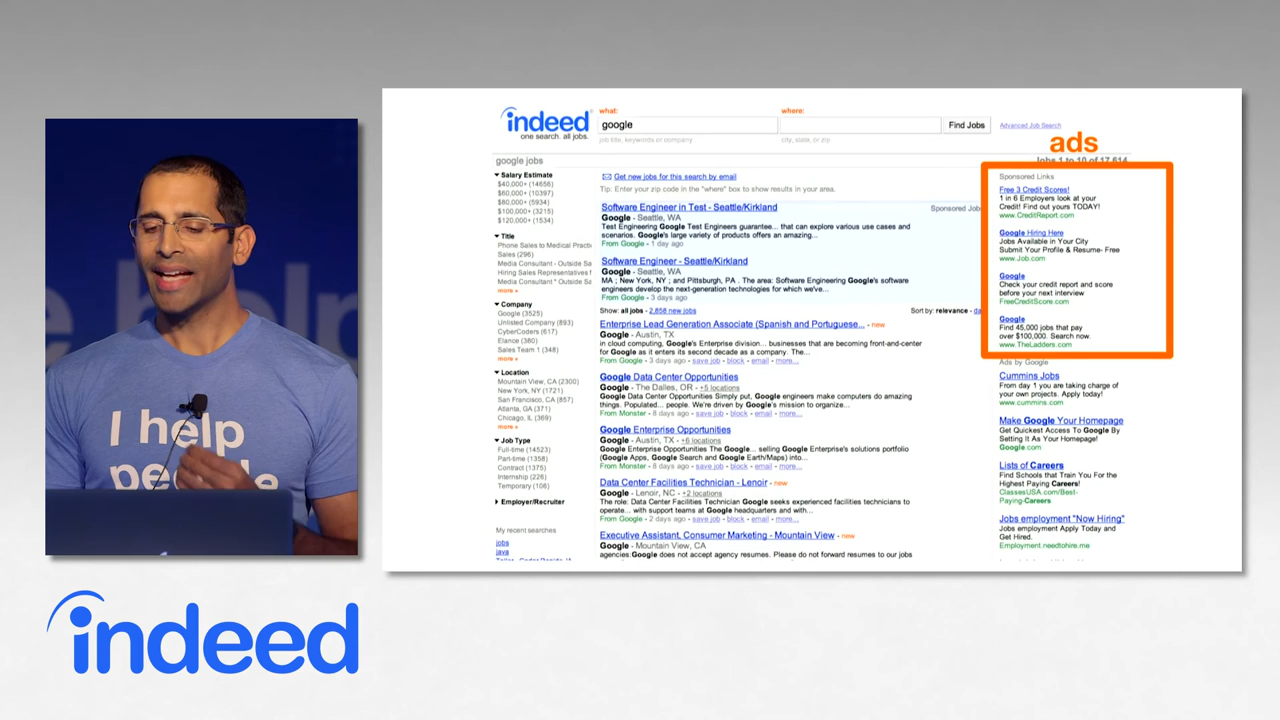 I help
people
indeed
indeed
one search. all jobs.
what:
google
job title, keywords or company
where:
city, state, or zip
Find Jobs
Advanced Job Search
ads
google jobs
Jobs 1 to 10 of 17,614
Salary Estimate
$40,000+ (14656)
$60,000+ (10397)
$80,000+ (5934)
$100,000+ (3215)
$120,000+ (1534)
Title
Phone Sales to Medical Practi
Sales (296)
Media Consultant - Outside Sa
Hiring Sales Representatives f
Media Consultant * Outside Sa
more »
Company
Google (3525)
Unlisted Company (893)
CyberCoders (617)
Elance (380)
Sales Team 1 (348)
more »
Location
Mountain View, CA (2300)
New York, NY (1721)
San Francisco, CA (857)
Atlanta, GA (371)
Chicago, IL (369)
more »
Job Type
Full-time (14523)
Part-time (1358)
Contract (1375)
Internship (226)
Temporary (106)
Employer/Recruiter
My recent searches
jobs
java
Get new jobs for this search by email
Tip: Enter your zip code in the "where" box to show results in your area.
Software Engineer in Test - Seattle/Kirkland
Sponsored Job
Google - Seattle, WA
Test Engineering Google Test Engineers guarantee... that can explore various use cases and
scenarios. Google's large variety of products offers an amazing...
From Google - 1 day ago
Software Engineer - Seattle/Kirkland
Google - Seattle, WA
MA ; New York, NY ; and Pittsburgh, PA . The area: Software Engineering Google's software
engineers develop the next-generation technologies for which we've...
From Google - 3 days ago
Show: all jobs - 2,858 new jobs
Sort by: relevance - da
Enterprise Lead Generation Associate (Spanish and Portuguese... - new
Google - Austin, TX
in cloud computing, Google's Enterprise division... businesses that are becoming front-and-center
for Google as it enters its second decade as a company. The...
From Google - 3 days ago - save job - block - email - more...
Google Data Center Opportunities
Google - The Dalles, OR - +5 locations
Google Data Center Opportunities Simply put, Google engineers make computers do amazing
things. Populated... people. We're driven by Google's mission to organize...
From Monster - 8 days ago - save job - block - email - more...
Google Enterprise Opportunities
Google - Austin, TX - +6 locations
Google Enterprise Opportunities The Google... selling Google Enterprise's solutions portfolio
(Google Apps, Google Search and Google Earth/Maps) into...
From Monster - 8 days ago - save job - block - email - more...
Data Center Facilities Technician - Lenoir - new
Google - Lenoir, NC - +2 locations
The role: Data Center Facilities Technician Google seeks experienced facilities technicians to
operate... with support teams at Google headquarters and with...
From Google - 2 days ago - save job - block - email - more...
Executive Assistant, Consumer Marketing - Mountain View - new
Google - Mountain View, CA
agencies Google does not accept agency resumes. Please do not forward resumes to our jobs
Sponsored Links
Free 3 Credit Scores!
1 in 6 Employers look at your
Credit! Find out yours TODAY!
www.CreditReport.com
Google Hiring Here
Jobs Available in Your City
Submit Your Profile & Resume- Free
www.Job.com
Google
Check your credit report and score
before your next interview
FreeCreditScore.com
Google
Find 45,000 jobs that pay
over $100,000. Search now.
www.TheLadders.com
Ads by Google
Cummins Jobs
From day 1 you are taking charge of
your own projects. Apply today!
www.cummins.com
Make Google Your Homepage
Get Quickest Access To Google By
Setting It As Your Homepage!
Google.com
Lists of Careers
Find Schools that Train You For the
Highest Paying Careers!
ClassesUSA.com/Best-
Paying-Careers
Jobs employment "Now Hiring"
Jobs employment Apply Today and
Get Hired.
Employment.needtohire.me